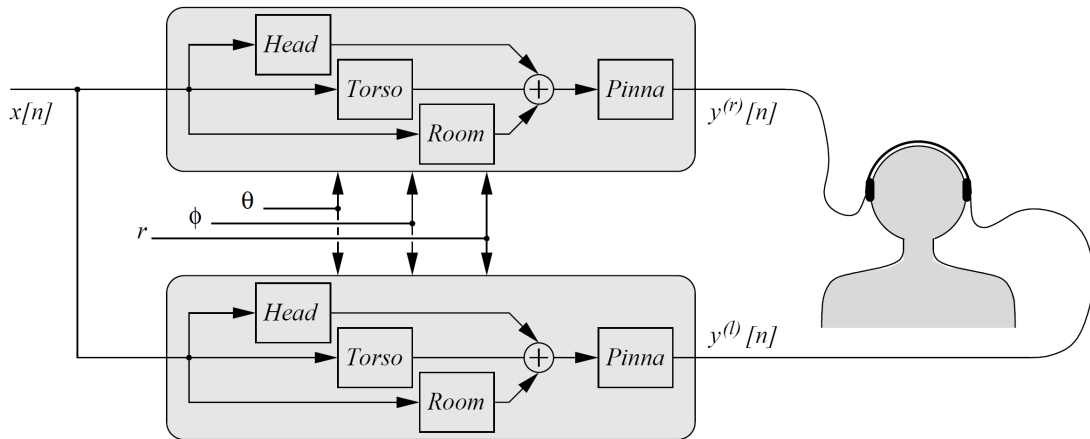 Head
Torso
Room
Pinna
x[n]
y^(r)[n]
θ
ϕ
r
Head
Torso
Room
Pinna
y^(l)[n]